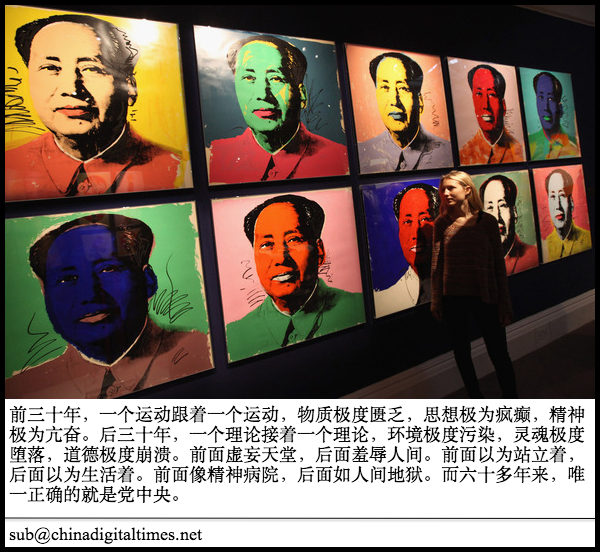 前三十年，一个运动跟着一个运动，物质极度匮乏，思想极为疯癫，精神
极为亢奋。后三十年，一个理论接着一个理论，环境极度污染，灵魂极度
堕落，道德极度崩溃。前面虚妄天堂，后面羞辱人间。前面以为站立着，
后面以为生活着。前面像精神病院，后面如人间地狱。而六十多年来，唯
一正确的就是党中央。
sub@chinadigitaltimes.net